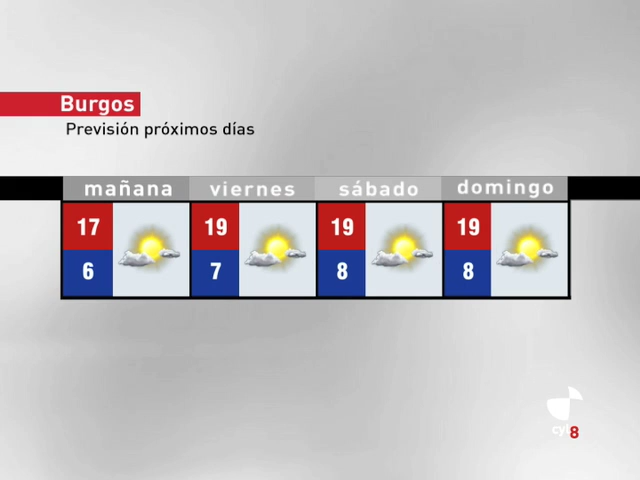 Burgos
Previsión próximos días
mañana viernes sábado domingo
17 19 19 19
6 7 8 8
cyl8